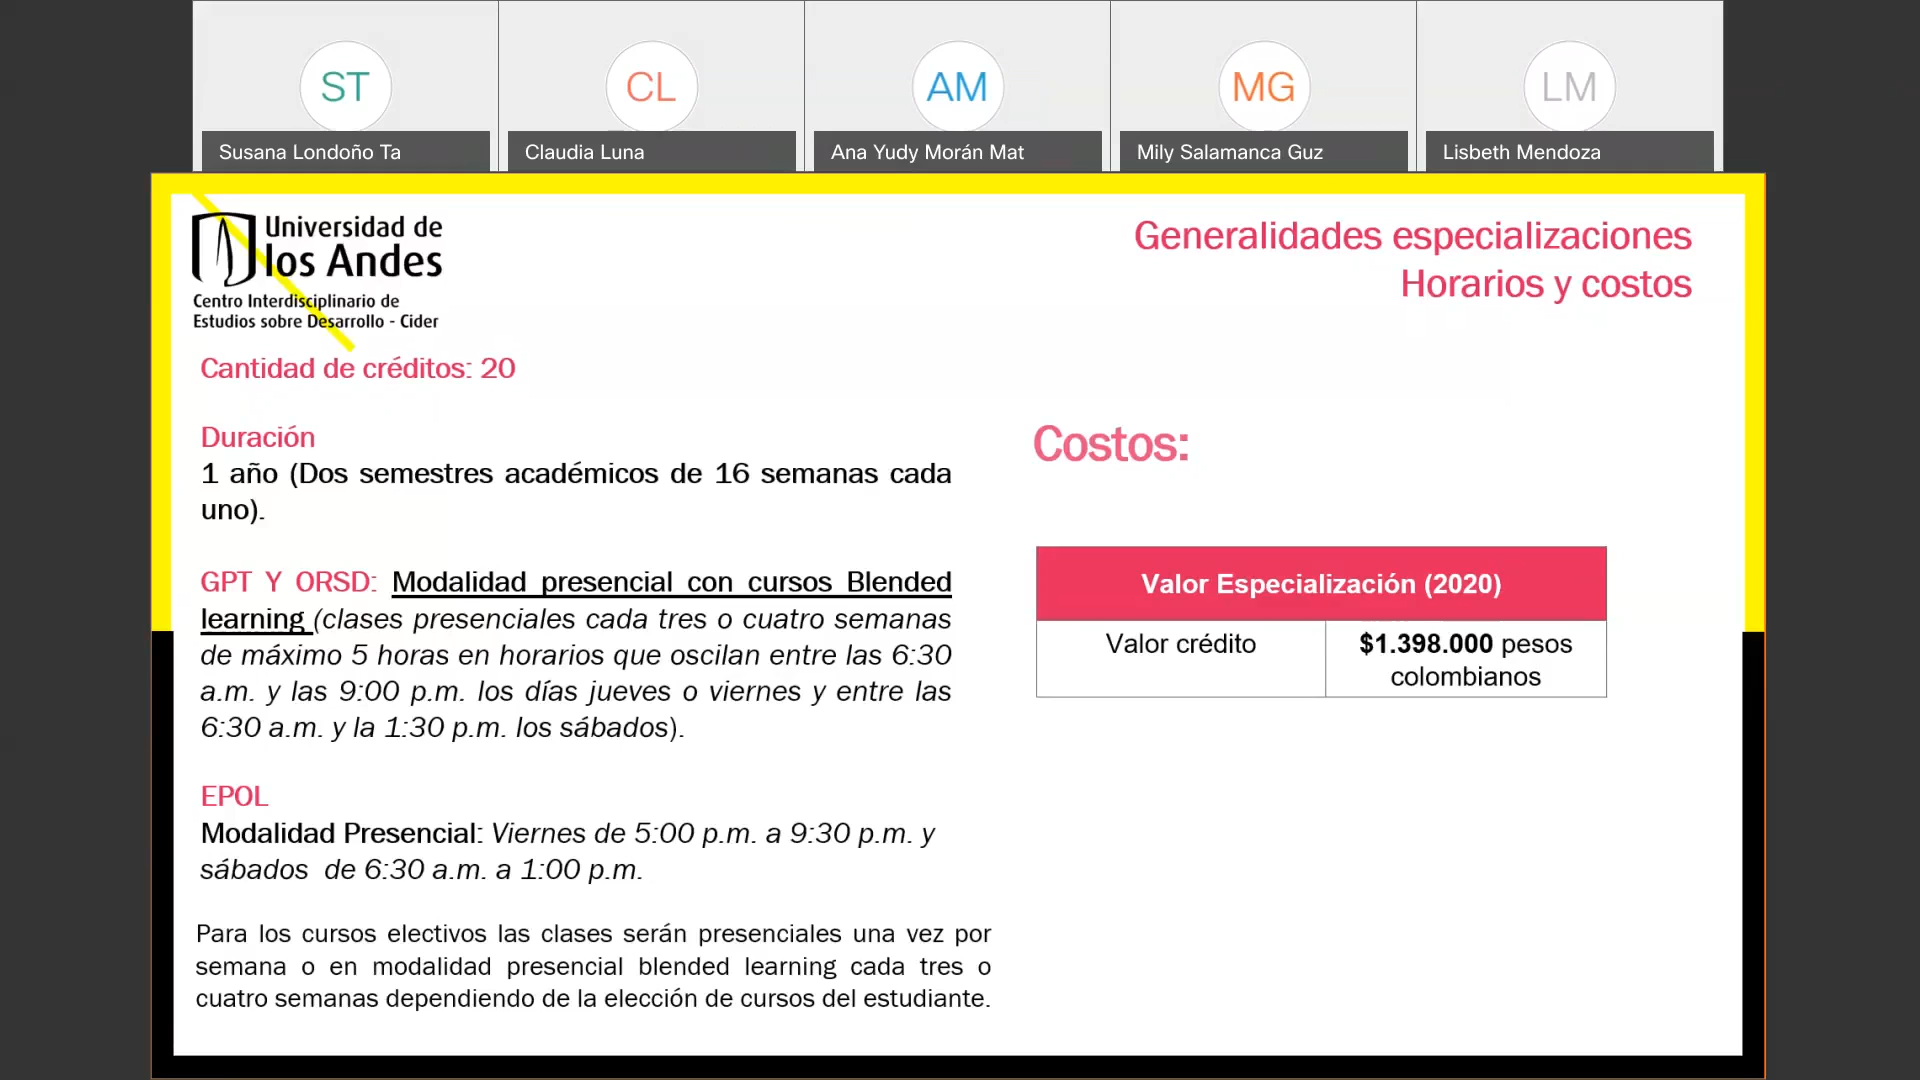 ST
CL
AM
MG
LM
Susana Londoño Ta
Claudia Luna
Ana Yudy Morán Mat
Mily Salamanca Guz
Lisbeth Mendoza
Universidad de
los Andes
Centro Interdisciplinario de
Estudios sobre Desarrollo - Cider
Generalidades especializaciones
Horarios y costos
Cantidad de créditos: 20
Duración
1 año (Dos semestres académicos de 16 semanas cada
uno).
GPT Y ORSD: Modalidad presencial con cursos Blended
learning (clases presenciales cada tres o cuatro semanas
de máximo 5 horas en horarios que oscilan entre las 6:30
a.m. y las 9:00 p.m. los días jueves o viernes y entre las
6:30 a.m. y la 1:30 p.m. los sábados).
EPOL
Modalidad Presencial: Viernes de 5:00 p.m. a 9:30 p.m. y
sábados de 6:30 a.m. a 1:00 p.m.
Para los cursos electivos las clases serán presenciales una vez por
semana o en modalidad presencial blended learning cada tres o
cuatro semanas dependiendo de la elección de cursos del estudiante.
Costos:
Valor Especialización (2020)
Valor crédito
$1.398.000 pesos
colombianos